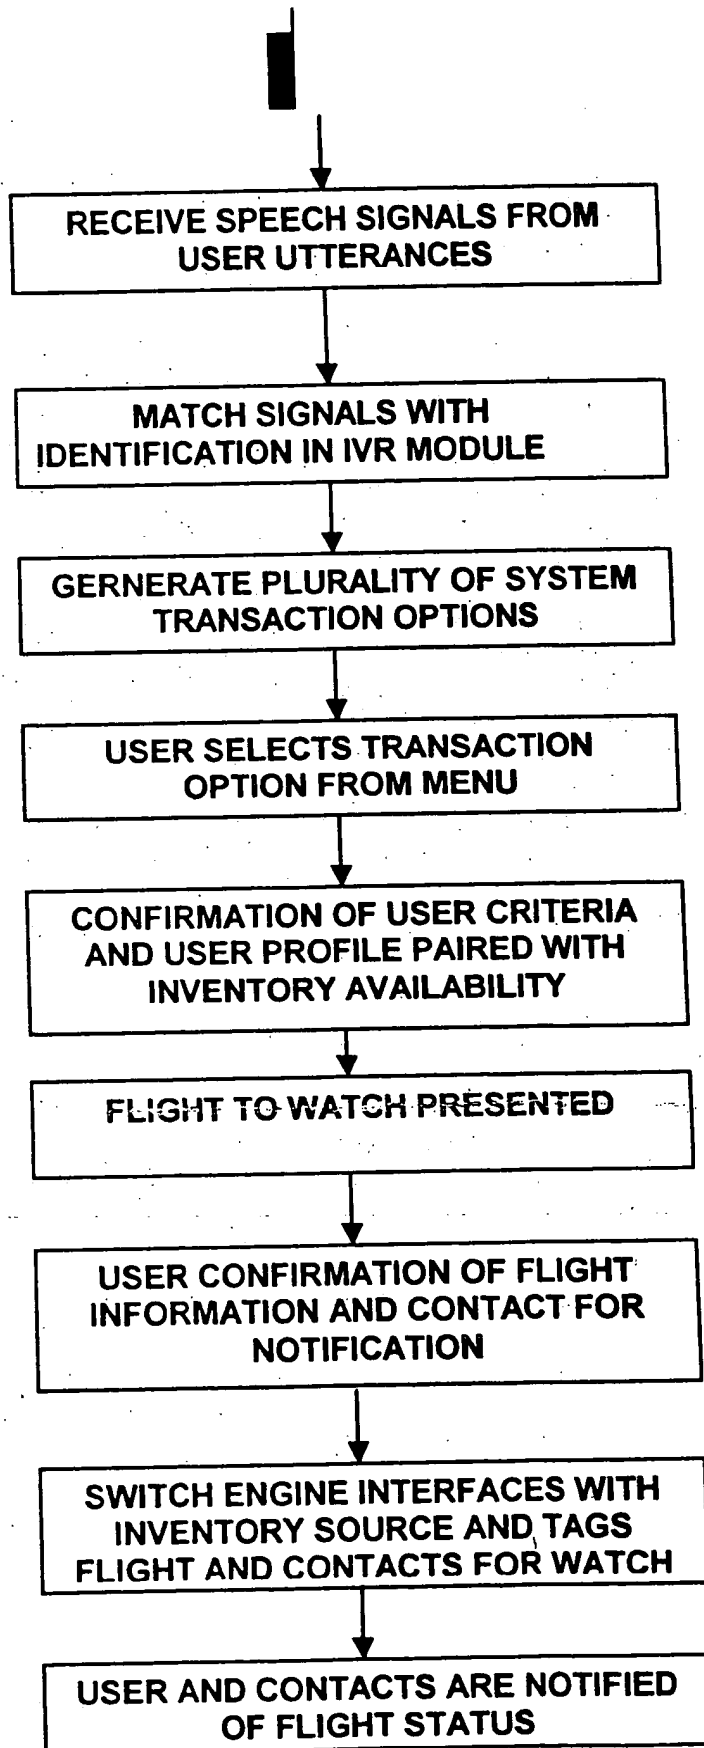 RECEIVE SPEECH SIGNALS FROM
USER UTTERANCES
MATCH SIGNALS WITH
IDENTIFICATION IN IVR MODULE
GERNERATE PLURALITY OF SYSTEM
TRANSACTION OPTIONS
USER SELECTS TRANSACTION
OPTION FROM MENU
CONFIRMATION OF USER CRITERIA
AND USER PROFILE PAIRED WITH
INVENTORY AVAILABILITY
FLIGHT TO WATCH PRESENTED
USER CONFIRMATION OF FLIGHT
INFORMATION AND CONTACT FOR
NOTIFICATION
SWITCH ENGINE INTERFACES WITH
INVENTORY SOURCE AND TAGS
FLIGHT AND CONTACTS FOR WATCH
USER AND CONTACTS ARE NOTIFIED
OF FLIGHT STATUS